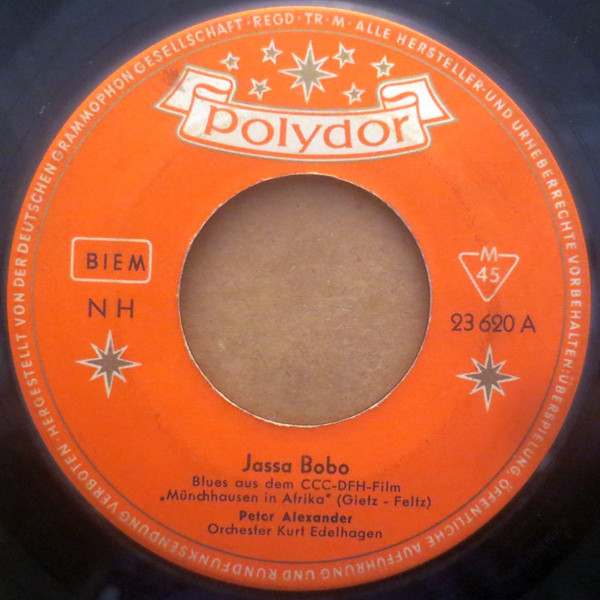 HERGESTELLT VON DER DEUTSCHEN GRAMMOPHON GESELLSCHAFT · REGD · TR · M · ALLE HERSTELLER- UND URHEBERRECHTE VORBEHALTEN · ÜBERSPIELUNG ÖFFENTLICHE AUFFÜHRUNG UND RUNDFUNKSENDUNG VERBOTEN ·
polydor
BIEM
NH
M
45
23 620 A
Jassa Bobo
Blues aus dem CCC-DFH-Film
„Münchhausen in Afrika" (Gietz - Feltz)
Peter Alexander
Orchester Kurt Edelhagen